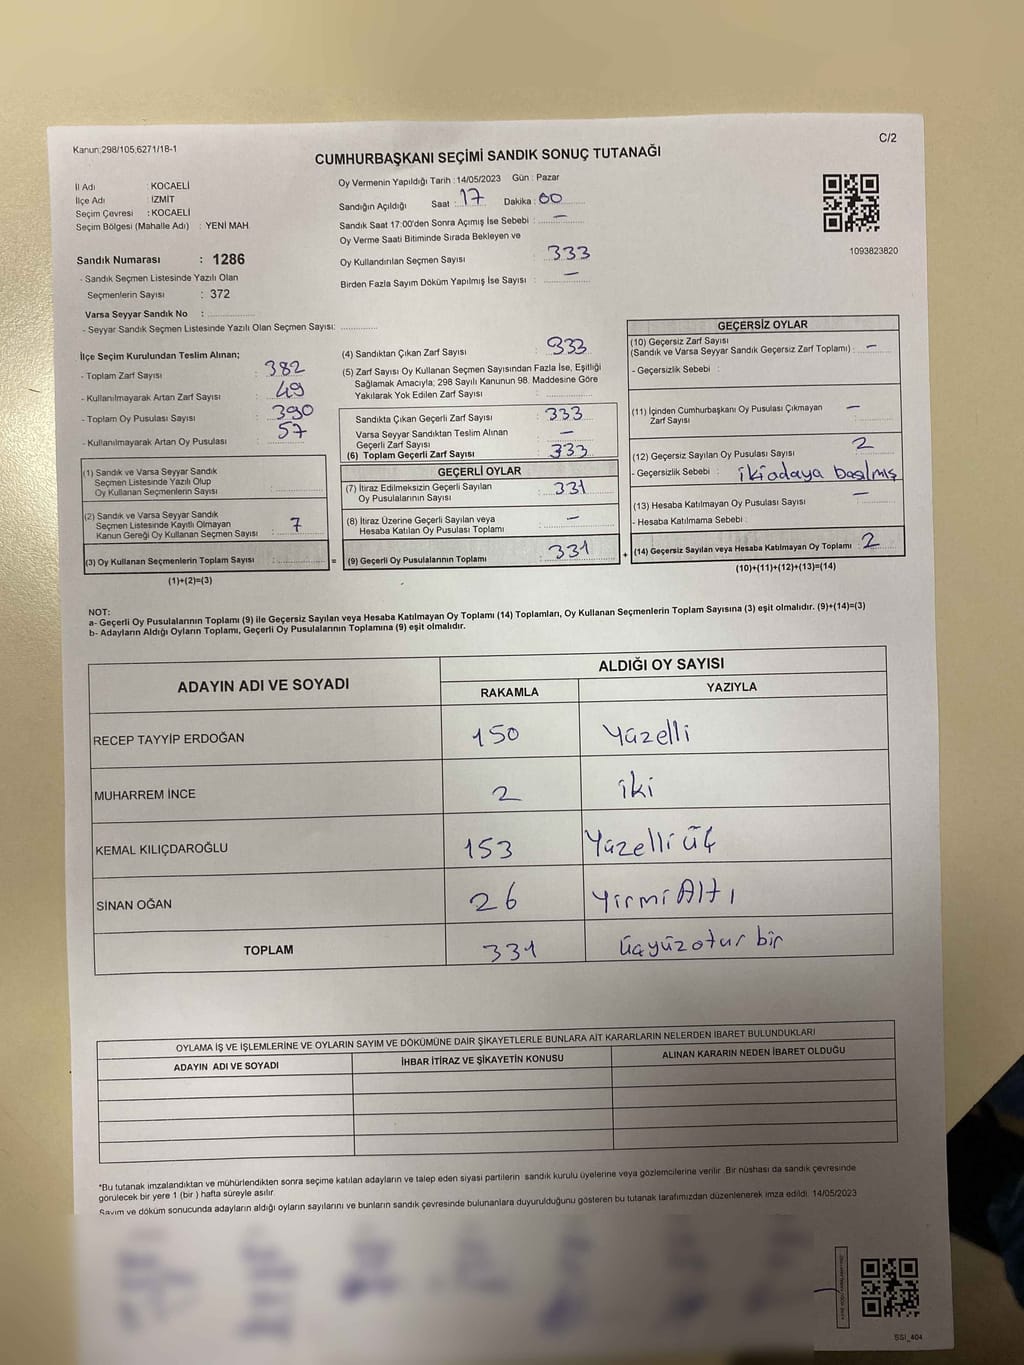 Kanun;298/105,6271/18-1
C/2
CUMHURBAŞKANI SEÇİMİ SANDIK SONUÇ TUTANAĞI
İl Adı : KOCAELİ
İlçe Adı : İZMİT
Seçim Çevresi : KOCAELİ
Seçim Bölgesi (Mahalle Adı) : YENİ MAH.
Sandık Numarası : 1286
- Sandık Seçmen Listesinde Yazılı Olan
Seçmenlerin Sayısı : 372
Varsa Seyyar Sandık No :
- Seyyar Sandık Seçmen Listesinde Yazılı Olan Seçmen Sayısı:
Oy Vermenin Yapıldığı Tarih :14/05/2023 Gün : Pazar
Sandığın Açıldığı Saat : 17 Dakika : 00
Sandık Saat 17:00'den Sonra Açımış İse Sebebi : —
Oy Verme Saati Bitiminde Sırada Bekleyen ve
Oy Kullandırılan Seçmen Sayısı 333
Birden Fazla Sayım Döküm Yapılmış İse Sayısı : —
1093823820
İlçe Seçim Kurulundan Teslim Alınan;
- Toplam Zarf Sayısı : 382
- Kullanılmayarak Artan Zarf Sayısı : 49
- Toplam Oy Pusulası Sayısı : 390
- Kullanılmayarak Artan Oy Pusulası : 57
(1) Sandık ve Varsa Seyyar Sandık
Seçmen Listesinde Yazılı Olup
Oy Kullanan Seçmenlerin Sayısı :
(2) Sandık ve Varsa Seyyar Sandık
Seçmen Listesinde Kayıtlı Olmayan
Kanun Gereği Oy Kullanan Seçmen Sayısı : 7
(3) Oy Kullanan Seçmenlerin Toplam Sayısı :
(1)+(2)=(3)
=
(4) Sandıktan Çıkan Zarf Sayısı : 333
(5) Zarf Sayısı Oy Kullanan Seçmen Sayısından Fazla İse, Eşitliği
Sağlamak Amacıyla; 298 Sayılı Kanunun 98. Maddesine Göre
Yakılarak Yok Edilen Zarf Sayısı :
Sandıkta Çıkan Geçerli Zarf Sayısı : 333
Varsa Seyyar Sandıktan Teslim Alınan
Geçerli Zarf Sayısı : —
(6) Toplam Geçerli Zarf Sayısı : 333
GEÇERLİ OYLAR
(7) İtiraz Edilmeksizin Geçerli Sayılan
Oy Pusulalarının Sayısı : 331
(8) İtiraz Üzerine Geçerli Sayılan veya
Hesaba Katılan Oy Pusulası Toplamı : —
(9) Geçerli Oy Pusulalarının Toplamı : 331
+
GEÇERSİZ OYLAR
(10) Geçersiz Zarf Sayısı
(Sandık ve Varsa Seyyar Sandık Geçersiz Zarf Toplamı) : —
- Geçersizlik Sebebi :
(11) İçinden Cumhurbaşkanı Oy Pusulası Çıkmayan
Zarf Sayısı : —
(12) Geçersiz Sayılan Oy Pusulası Sayısı : 2
- Geçersizlik Sebebi : iki adaya basılmış
(13) Hesaba Katılmayan Oy Pusulası Sayısı : —
- Hesaba Katılmama Sebebi :
(14) Geçersiz Sayılan veya Hesaba Katılmayan Oy Toplamı : 2
(10)+(11)+(12)+(13)=(14)
NOT:
a- Geçerli Oy Pusulalarının Toplamı (9) ile Geçersiz Sayılan veya Hesaba Katılmayan Oy Toplamı (14) Toplamları, Oy Kullanan Seçmenlerin Toplam Sayısına (3) eşit olmalıdır. (9)+(14)=(3)
b- Adayların Aldığı Oyların Toplamı, Geçerli Oy Pusulalarının Toplamına (9) eşit olmalıdır.
ADAYIN ADI VE SOYADI
ALDIĞI OY SAYISI
RAKAMLA YAZIYLA
RECEP TAYYİP ERDOĞAN 150 Yüzelli
MUHARREM İNCE 2 iki
KEMAL KILIÇDAROĞLU 153 Yüzelli üç
SİNAN OĞAN 26 Yirmi Altı
TOPLAM 331 üçyüzotuz bir
OYLAMA İŞ VE İŞLEMLERİNE VE OYLARIN SAYIM VE DÖKÜMÜNE DAİR ŞİKAYETLERLE BUNLARA AİT KARARLARIN NELERDEN İBARET BULUNDUKLARI
ADAYIN ADI VE SOYADI İHBAR İTİRAZ VE ŞİKAYETİN KONUSU ALINAN KARARIN NEDEN İBARET OLDUĞU
*Bu tutanak imzalandıktan ve mühürlendikten sonra seçime katılan adayların ve talep eden siyasi partilerin sandık kurulu üyelerine veya gözlemcilerine verilir .Bir nüshası da sandık çevresinde
görülecek bir yere 1 (bir ) hafta süreyle asılır.
Sayım ve döküm sonucunda adayların aldığı oyların sayılarını ve bunların sandık çevresinde bulunanlara duyurulduğunu gösteren bu tutanak tarafımızdan düzenlenerek imza edildi. 14/05/2023
SSI_404